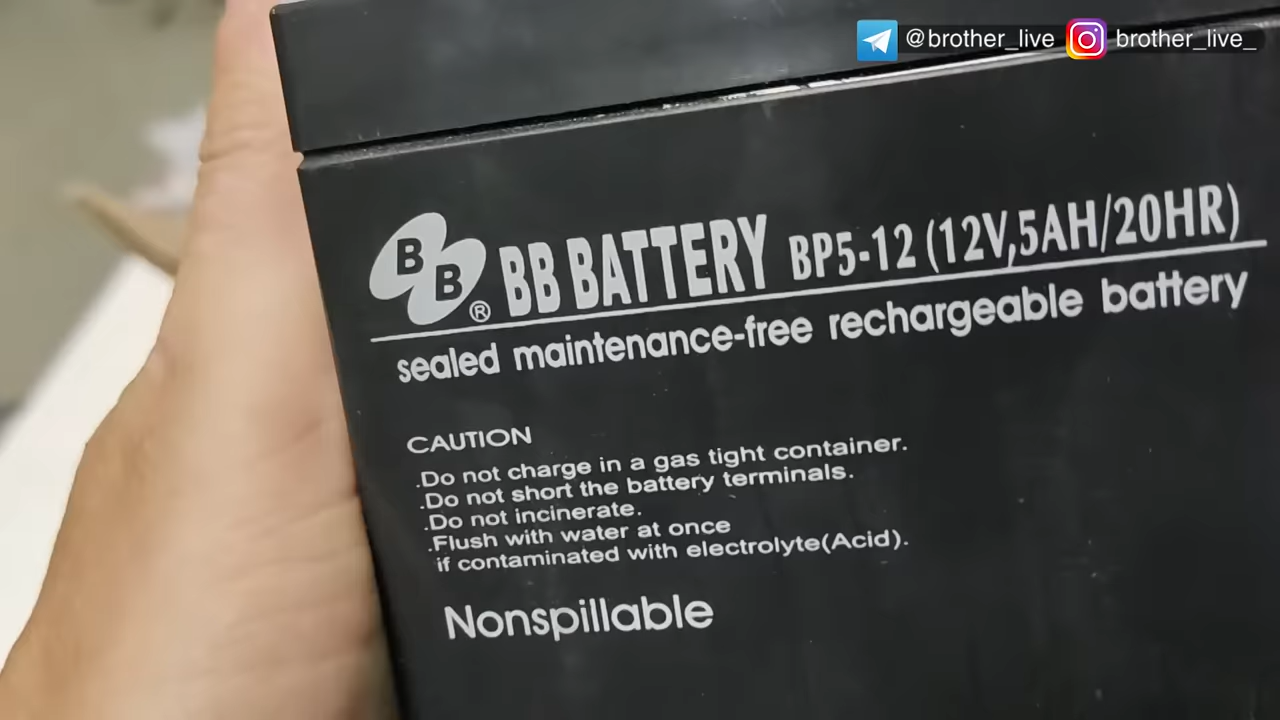 @brother_live brother_live_
B B ® BB BATTERY BP5-12 (12V,5AH/20HR)
sealed maintenance-free rechargeable battery
CAUTION
.Do not charge in a gas tight container.
.Do not short the battery terminals.
.Do not incinerate.
.Flush with water at once
if contaminated with electrolyte(Acid).
Nonspillable